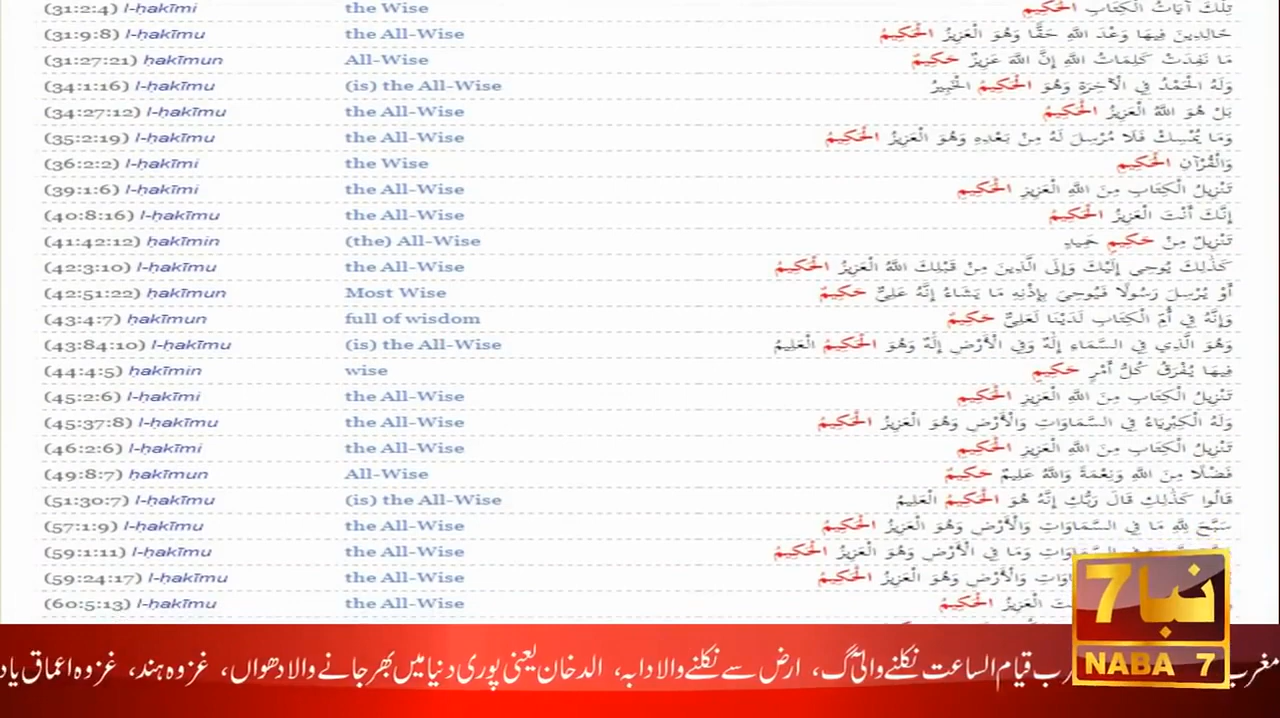 (31:2:4) l-ḥakīmi the Wise تِلْكَ آيَاتُ الْكِتَابِ الْحَكِيمِ
(31:9:8) l-ḥakīmu the All-Wise خَالِدِينَ فِيهَا وَعْدَ اللَّهِ حَقًّا وَهُوَ الْعَزِيزُ الْحَكِيمُ
(31:27:21) ḥakīmun All-Wise مَا نَفِدَتْ كَلِمَاتُ اللَّهِ إِنَّ اللَّهَ عَزِيزٌ حَكِيمٌ
(34:1:16) l-ḥakīmu (is) the All-Wise وَلَهُ الْحَمْدُ فِي الْآخِرَةِ وَهُوَ الْحَكِيمُ الْخَبِيرُ
(34:27:12) l-ḥakīmu the All-Wise بَلْ هُوَ اللَّهُ الْعَزِيزُ الْحَكِيمُ
(35:2:19) l-ḥakīmu the All-Wise وَمَا يُمْسِكْ فَلَا مُرْسِلَ لَهُ مِنْ بَعْدِهِ وَهُوَ الْعَزِيزُ الْحَكِيمُ
(36:2:2) l-ḥakīmi the Wise وَالْقُرْآنِ الْحَكِيمِ
(39:1:6) l-ḥakīmi the All-Wise تَنْزِيلُ الْكِتَابِ مِنَ اللَّهِ الْعَزِيزِ الْحَكِيمِ
(40:8:16) l-ḥakīmu the All-Wise إِنَّكَ أَنْتَ الْعَزِيزُ الْحَكِيمُ
(41:42:12) ḥakīmin (the) All-Wise تَنْزِيلٌ مِنْ حَكِيمٍ حَمِيدٍ
(42:3:10) l-ḥakīmu the All-Wise كَذَٰلِكَ يُوحِي إِلَيْكَ وَإِلَى الَّذِينَ مِنْ قَبْلِكَ اللَّهُ الْعَزِيزُ الْحَكِيمُ
(42:51:22) ḥakīmun Most Wise أَوْ يُرْسِلَ رَسُولًا فَيُوحِيَ بِإِذْنِهِ مَا يَشَاءُ إِنَّهُ عَلِيٌّ حَكِيمٌ
(43:4:7) ḥakīmun full of wisdom وَإِنَّهُ فِي أُمِّ الْكِتَابِ لَدَيْنَا لَعَلِيٌّ حَكِيمٌ
(43:84:10) l-ḥakīmu (is) the All-Wise وَهُوَ الَّذِي فِي السَّمَاءِ إِلَٰهٌ وَفِي الْأَرْضِ إِلَٰهٌ وَهُوَ الْحَكِيمُ الْعَلِيمُ
(44:4:5) ḥakīmin wise فِيهَا يُفْرَقُ كُلُّ أَمْرٍ حَكِيمٍ
(45:2:6) l-ḥakīmi the All-Wise تَنْزِيلُ الْكِتَابِ مِنَ اللَّهِ الْعَزِيزِ الْحَكِيمِ
(45:37:8) l-ḥakīmu the All-Wise وَلَهُ الْكِبْرِيَاءُ فِي السَّمَاوَاتِ وَالْأَرْضِ وَهُوَ الْعَزِيزُ الْحَكِيمُ
(46:2:6) l-ḥakīmi the All-Wise تَنْزِيلُ الْكِتَابِ مِنَ اللَّهِ الْعَزِيزِ الْحَكِيمِ
(49:8:7) ḥakīmun All-Wise فَضْلًا مِنَ اللَّهِ وَنِعْمَةً وَاللَّهُ عَلِيمٌ حَكِيمٌ
(51:30:7) l-ḥakīmu (is) the All-Wise قَالُوا كَذَٰلِكِ قَالَ رَبُّكِ إِنَّهُ هُوَ الْحَكِيمُ الْعَلِيمُ
(57:1:9) l-ḥakīmu the All-Wise سَبَّحَ لِلَّهِ مَا فِي السَّمَاوَاتِ وَالْأَرْضِ وَهُوَ الْعَزِيزُ الْحَكِيمُ
(59:1:11) l-ḥakīmu the All-Wise السَّمَاوَاتِ وَمَا فِي الْأَرْضِ وَهُوَ الْعَزِيزُ الْحَكِيمُ
(59:24:17) l-ḥakīmu the All-Wise وَالْأَرْضِ وَهُوَ الْعَزِيزُ الْحَكِيمُ
(60:5:13) l-ḥakīmu the All-Wise الْعَزِيزُ الْحَكِيمُ
نبا 7
NABA 7
مغرب قیام الساعت نکلنے والی آگ، ارض سے نکلنے والا دابہ، الدخان یعنی پوری دنیا میں بھر جانے والا دھواں، غزوہ ہند، غزوہ اعماق